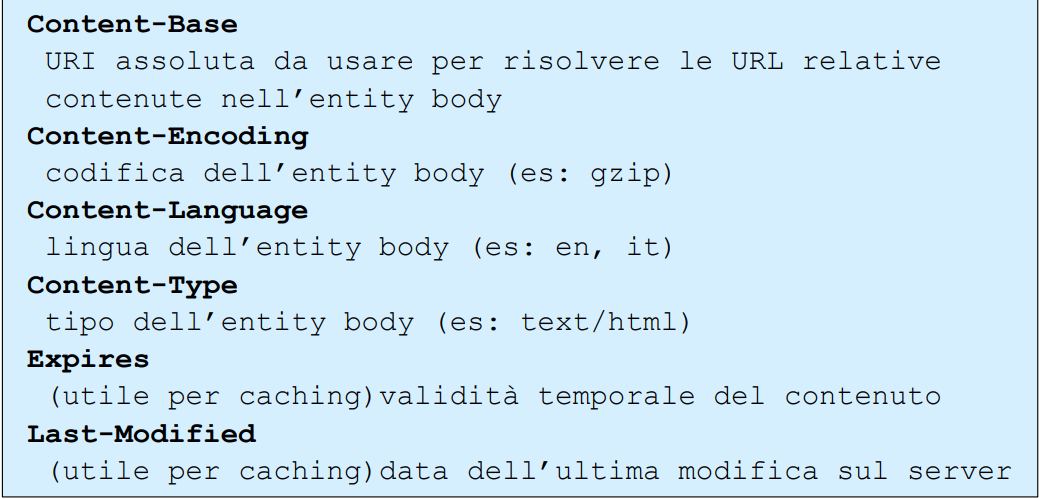 Content-Base
URI assoluta da usare per risolvere le URL relative
contenute nell’entity body
Content-Encoding
codifica dell’entity body (es: gzip)
Content-Language
lingua dell’entity body (es: en, it)
Content-Type
tipo dell’entity body (es: text/html)
Expires
(utile per caching)validità temporale del contenuto
Last-Modified
(utile per caching)data dell’ultima modifica sul server